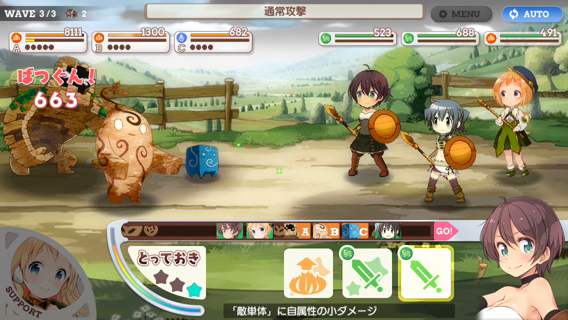 WAVE 3/3 2
通常攻撃
MENU
AUTO
8111
A
1300
B
682
C
523
688
491
ばつぐん!
663
A B C
GO!
とっておき
SUPPORT
「敵単体」に自属性の小ダメージ